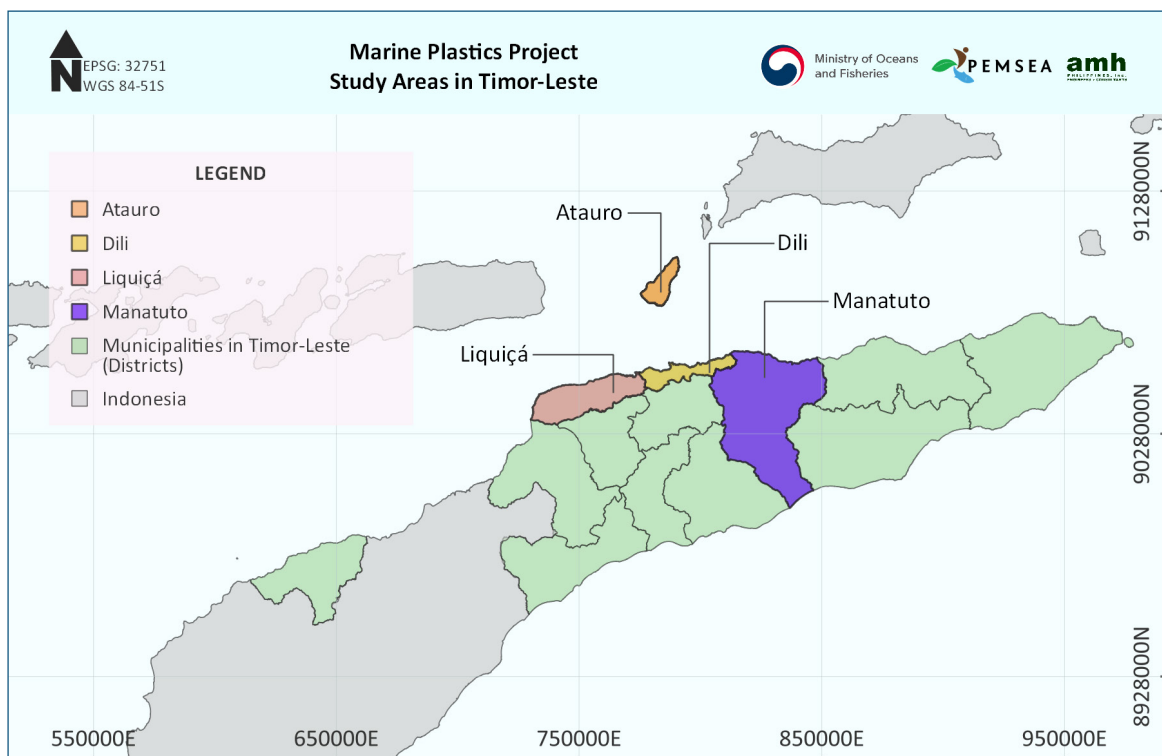 EPSG: 32751
WGS 84-51S
N
Marine Plastics Project
Study Areas in Timor-Leste
Ministry of Oceans
and Fisheries
PEMSEA
amh
PHILIPPINES, Inc.
LEGEND
Atauro
Dili
Liquiçá
Manatuto
Municipalities in Timor-Leste
(Districts)
Indonesia
Atauro
Dili
Manatuto
Liquiçá
9128000N
9028000N
8928000N
550000E
650000E
750000E
850000E
950000E